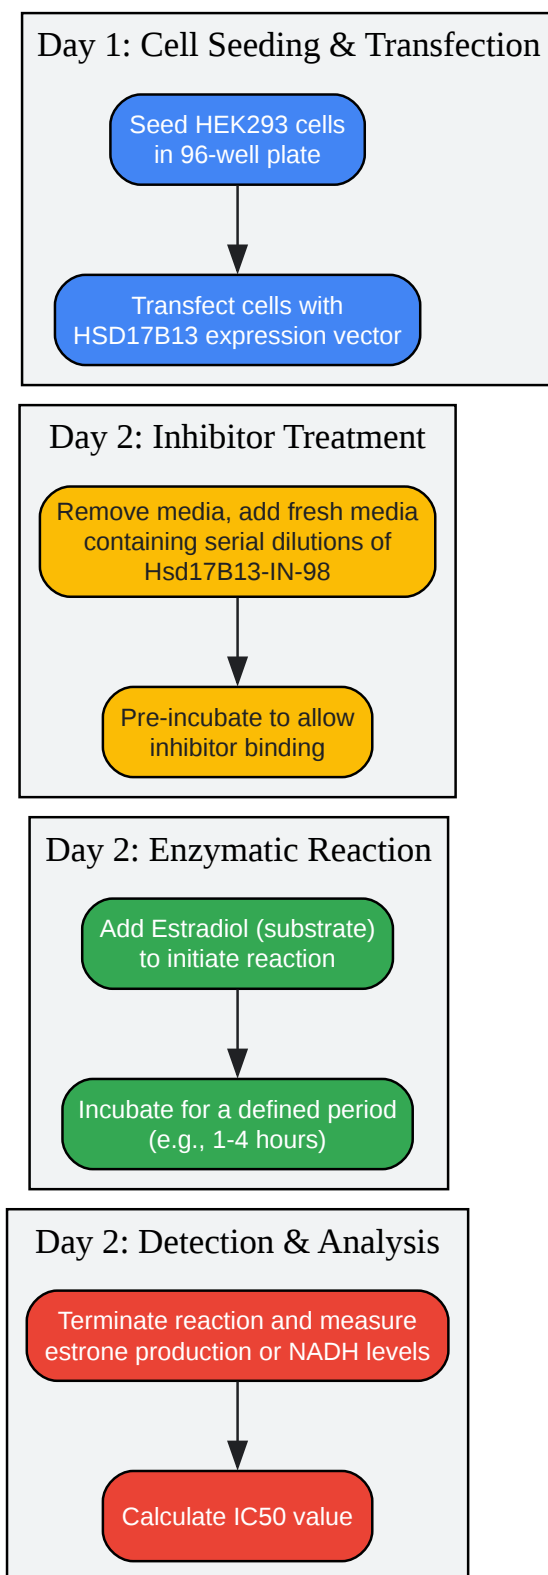 Day 1: Cell Seeding & Transfection
Seed HEK293 cells
in 96-well plate
Transfect cells with
HSD17B13 expression vector
Day 2: Inhibitor Treatment
Remove media, add fresh media
containing serial dilutions of
Hsd17B13-IN-98
Pre-incubate to allow
inhibitor binding
Day 2: Enzymatic Reaction
Add Estradiol (substrate)
to initiate reaction
Incubate for a defined period
(e.g., 1-4 hours)
Day 2: Detection & Analysis
Terminate reaction and measure
estrone production or NADH levels
Calculate IC50 value